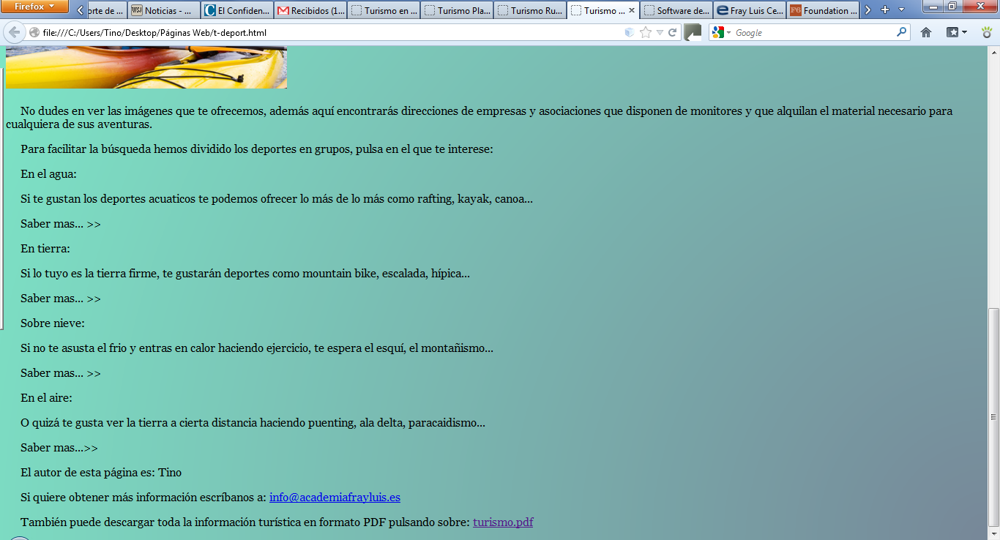 Firefox
orte de ...
Noticias - ...
El Confiden...
Recibidos (1...
Turismo en ...
Turismo Pla...
Turismo Ru...
Turismo ...
Software de...
Fray Luis Ce...
Foundation ...
file:///C:/Users/Tino/Desktop/Páginas Web/t-deport.html
Google
No dudes en ver las imágenes que te ofrecemos, además aquí encontrarás direcciones de empresas y asociaciones que disponen de monitores y que alquilan el material necesario para
cualquiera de sus aventuras.
Para facilitar la búsqueda hemos dividido los deportes en grupos, pulsa en el que te interese:
En el agua:
Si te gustan los deportes acuaticos te podemos ofrecer lo más de lo más como rafting, kayak, canoa...
Saber mas... >>
En tierra:
Si lo tuyo es la tierra firme, te gustarán deportes como mountain bike, escalada, hípica...
Saber mas... >>
Sobre nieve:
Si no te asusta el frio y entras en calor haciendo ejercicio, te espera el esquí, el montañismo...
Saber mas... >>
En el aire:
O quizá te gusta ver la tierra a cierta distancia haciendo puenting, ala delta, paracaidismo...
Saber mas...>>
El autor de esta página es: Tino
Si quiere obtener más información escríbanos a: info@academiafrayluis.es
También puede descargar toda la información turística en formato PDF pulsando sobre: turismo.pdf